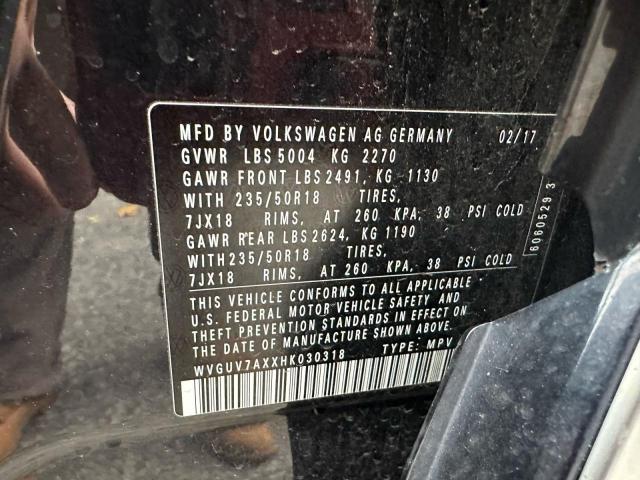 MFD BY VOLKSWAGEN AG GERMANY 02/17
GVWR LBS 5004 KG 2270
GAWR FRONT LBS 2491, KG 1130
WITH 235/50R18 TIRES,
7JX18 RIMS, AT 260 KPA, 38 PSI COLD
GAWR REAR LBS 2624, KG 1190
WITH 235/50R18 TIRES,
7JX18 RIMS, AT 260 KPA, 38 PSI COLD
THIS VEHICLE CONFORMS TO ALL APPLICABLE
U.S. FEDERAL MOTOR VEHICLE SAFETY AND
THEFT PREVENTION STANDARDS IN EFFECT ON
THE DATE OF MANUFACTURE SHOWN ABOVE.
WVGUV7AXXHK030318 TYPE: MPV
60605293